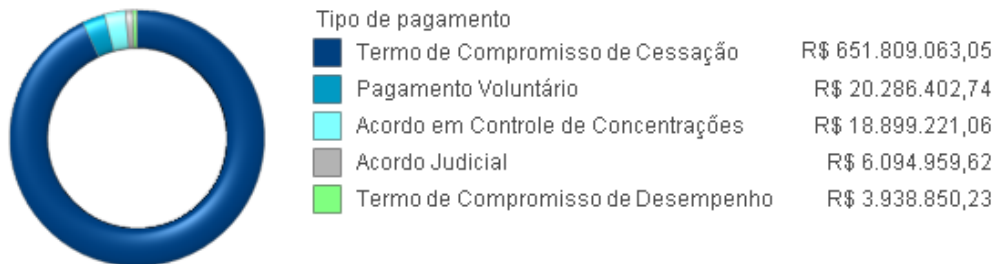 Tipo de pagamento
Termo de Compromisso de Cessação R$ 651.809.063,05
Pagamento Voluntário R$ 20.286.402,74
Acordo em Controle de Concentrações R$ 18.899.221,06
Acordo Judicial R$ 6.094.959,62
Termo de Compromisso de Desempenho R$ 3.938.850,23